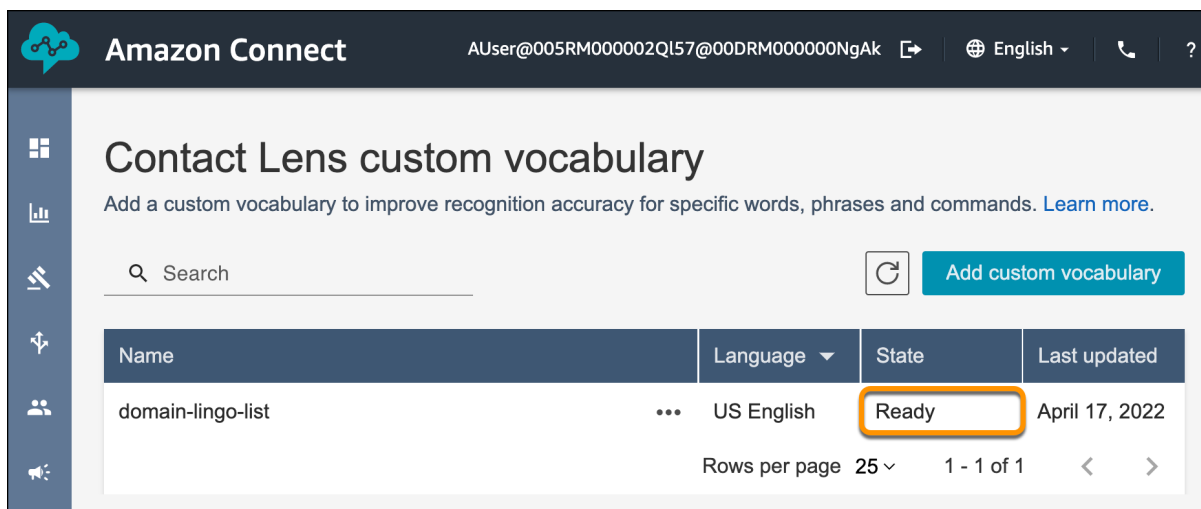 Amazon Connect AUser@005RM000002Ql57@00DRM000000NgAk English ?
Contact Lens custom vocabulary
Add a custom vocabulary to improve recognition accuracy for specific words, phrases and commands. Learn more.
Search Add custom vocabulary
Name Language State Last updated
domain-lingo-list ••• US English Ready April 17, 2022
Rows per page 25 1 - 1 of 1